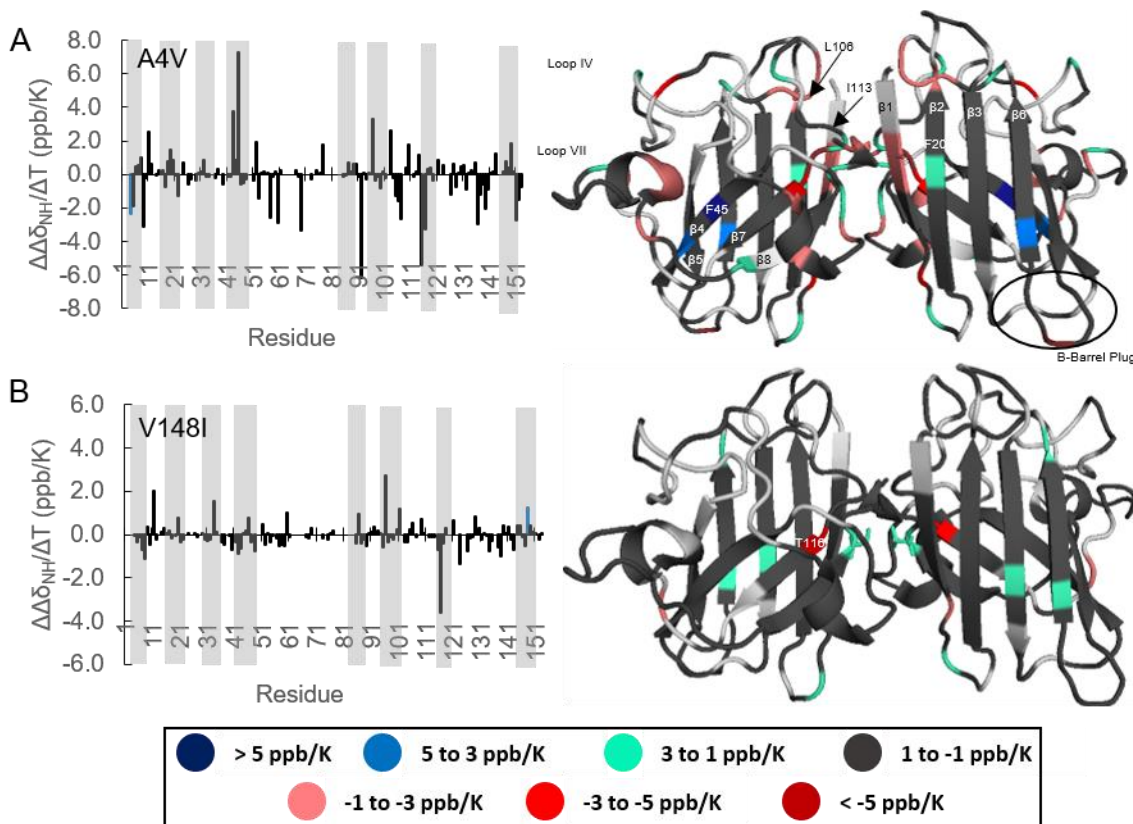 A
A4V
ΔΔδNH/ΔT (ppb/K)
8.0
6.0
4.0
2.0
0.0
-2.0
-4.0
-6.0
-8.0
1 11 21 31 41 51 61 71 81 91 101 111 121 131 141 151
Residue
Loop IV
L106
I113
β1
β2
β3
β6
F20
Loop VII
F45
β4
β7
β5
β8
B-Barrel Plug
B
V148I
ΔΔδNH/ΔT (ppb/K)
6.0
4.0
2.0
0.0
-2.0
-4.0
-6.0
1 11 21 31 41 51 61 71 81 91 101 111 121 131 141 151
Residue
T116
> 5 ppb/K 5 to 3 ppb/K 3 to 1 ppb/K 1 to -1 ppb/K
-1 to -3 ppb/K -3 to -5 ppb/K < -5 ppb/K